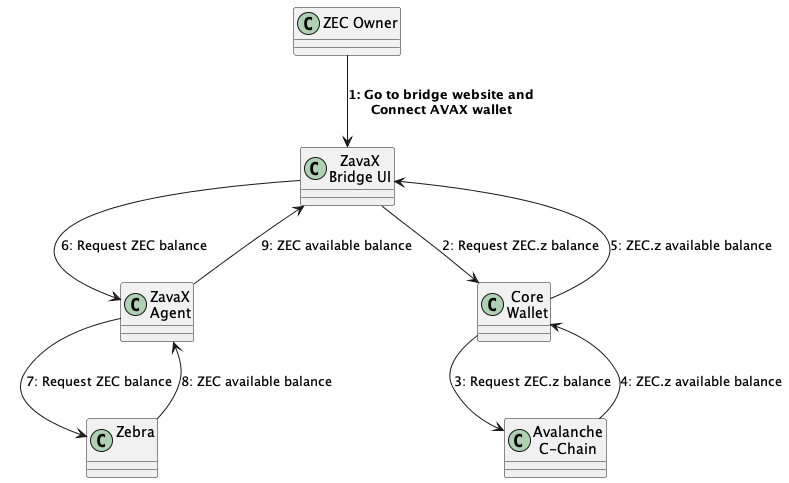 C ZEC Owner
1: Go to bridge website and
Connect AVAX wallet
C ZavaX
Bridge UI
6: Request ZEC balance
9: ZEC available balance
2: Request ZEC.z balance
5: ZEC.z available balance
C ZavaX
Agent
C Core
Wallet
7: Request ZEC balance
8: ZEC available balance
3: Request ZEC.z balance
4: ZEC.z available balance
C Zebra
C Avalanche
C-Chain